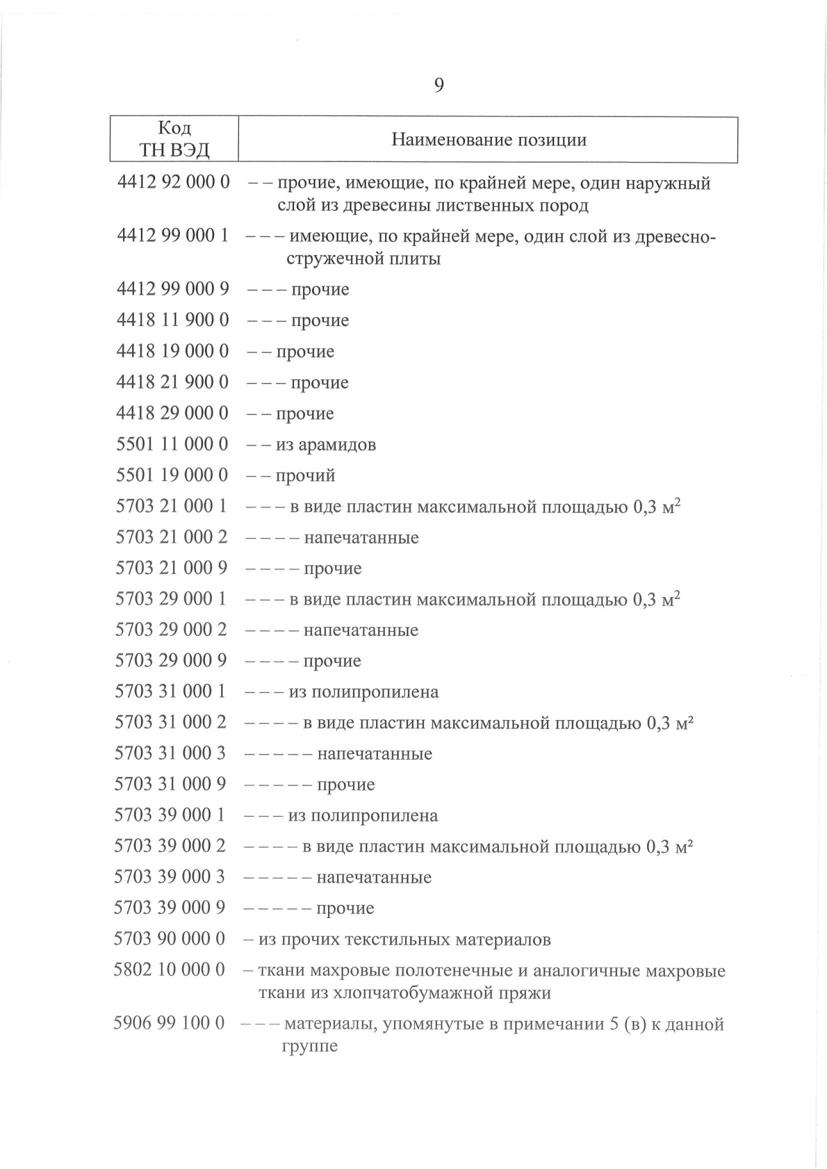 9
Код
ТН ВЭД
Наименование позиции
4412 92 000 0 – – прочие, имеющие, по крайней мере, один наружный
слой из древесины лиственных пород
4412 99 000 1 – – – имеющие, по крайней мере, один слой из древесно-
стружечной плиты
4412 99 000 9 – – – прочие
4418 11 900 0 – – – прочие
4418 19 000 0 – – прочие
4418 21 900 0 – – – прочие
4418 29 000 0 – – прочие
5501 11 000 0 – – из арамидов
5501 19 000 0 – – прочий
5703 21 000 1 – – – в виде пластин максимальной площадью 0,3 м²
5703 21 000 2 – – – – напечатанные
5703 21 000 9 – – – – прочие
5703 29 000 1 – – – в виде пластин максимальной площадью 0,3 м²
5703 29 000 2 – – – – напечатанные
5703 29 000 9 – – – – прочие
5703 31 000 1 – – – из полипропилена
5703 31 000 2 – – – – в виде пластин максимальной площадью 0,3 м²
5703 31 000 3 – – – – – напечатанные
5703 31 000 9 – – – – – прочие
5703 39 000 1 – – – из полипропилена
5703 39 000 2 – – – – в виде пластин максимальной площадью 0,3 м²
5703 39 000 3 – – – – – напечатанные
5703 39 000 9 – – – – – прочие
5703 90 000 0 – из прочих текстильных материалов
5802 10 000 0 – ткани махровые полотенечные и аналогичные махровые
ткани из хлопчатобумажной пряжи
5906 99 100 0 – – – материалы, упомянутые в примечании 5 (в) к данной
группе